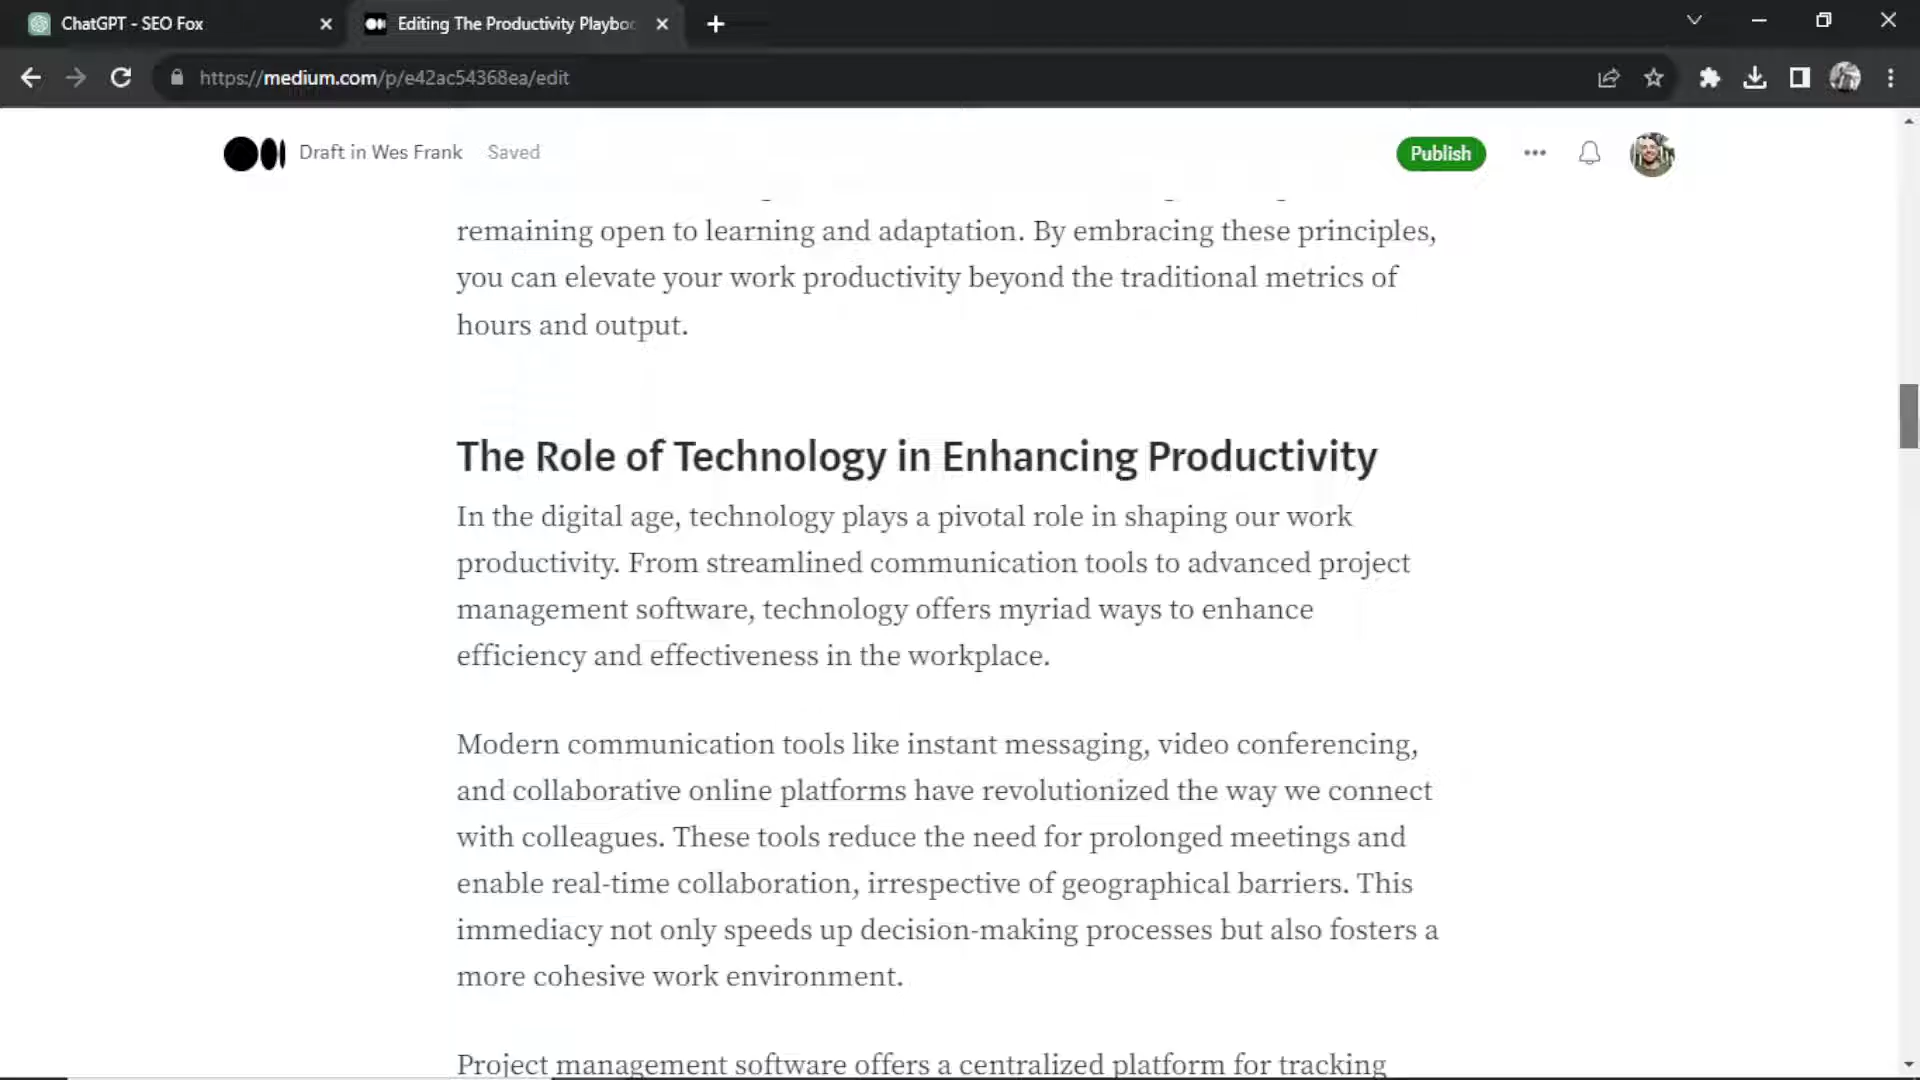 ChatGPT - SEO Fox
Editing The Productivity Playbo
https://medium.com/p/e42ac54368ea/edit
Draft in Wes Frank Saved
Publish
remaining open to learning and adaptation. By embracing these principles,
you can elevate your work productivity beyond the traditional metrics of
hours and output.
The Role of Technology in Enhancing Productivity
In the digital age, technology plays a pivotal role in shaping our work
productivity. From streamlined communication tools to advanced project
management software, technology offers myriad ways to enhance
efficiency and effectiveness in the workplace.
Modern communication tools like instant messaging, video conferencing,
and collaborative online platforms have revolutionized the way we connect
with colleagues. These tools reduce the need for prolonged meetings and
enable real-time collaboration, irrespective of geographical barriers. This
immediacy not only speeds up decision-making processes but also fosters a
more cohesive work environment.
Project management software offers a centralized platform for tracking